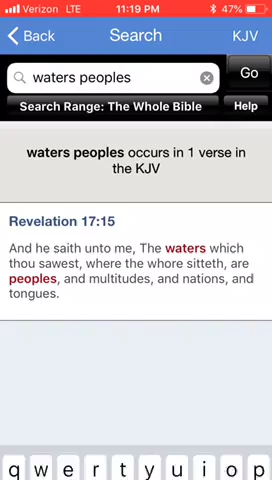 Verizon LTE 11:19 PM 47%
Back Search KJV
waters peoples Go
Search Range: The Whole Bible Help
waters peoples occurs in 1 verse in
the KJV
Revelation 17:15
And he saith unto me, The waters which
thou sawest, where the whore sitteth, are
peoples, and multitudes, and nations, and
tongues.
q w e r t y u i o p